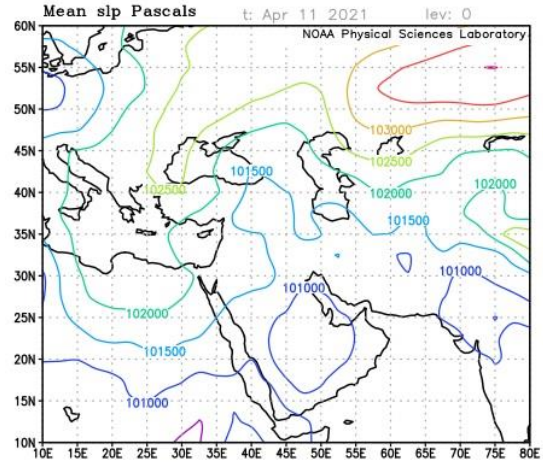 Mean slp Pascals t: Apr 11 2021 lev: 0
NOAA Physical Sciences Laboratory
60N
55N
50N
45N
40N
35N
30N
25N
20N
15N
10N
103000
102500
102500
102000
102000
101500
101500
101000
101000
102000
101500
101000
10E 15E 20E 25E 30E 35E 40E 45E 50E 55E 60E 65E 70E 75E 80E